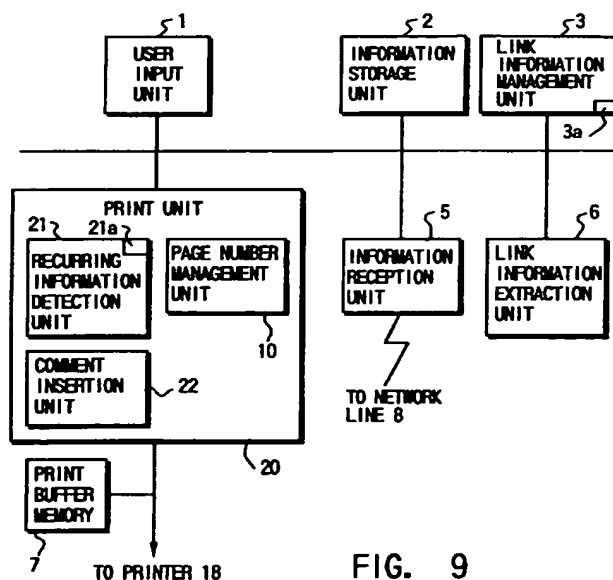 1
USER
INPUT
UNIT
2
INFORMATION
STORAGE
UNIT
3
LINK
INFORMATION
MANAGEMENT
UNIT
3a
PRINT UNIT
21
21a
RECURRING
INFORMATION
DETECTION
UNIT
PAGE NUMBER
MANAGEMENT
UNIT
10
COMMENT
INSERTION
UNIT
22
20
5
INFORMATION
RECEPTION
UNIT
TO NETWORK
LINE 8
6
LINK
INFORMATION
EXTRACTION
UNIT
PRINT
BUFFER
MEMORY
7
TO PRINTER 18
FIG. 9